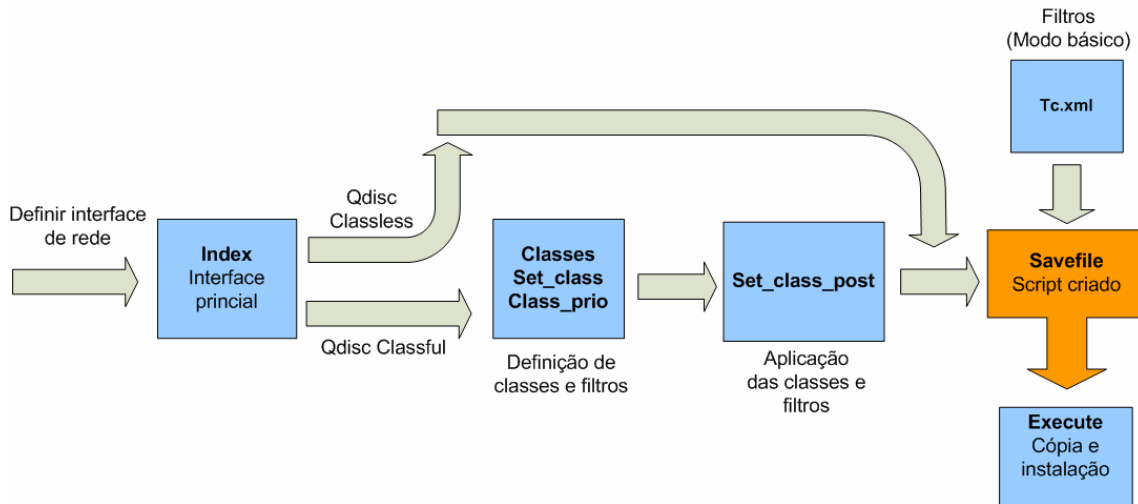 Filtros
(Modo básico)
Tc.xml
Definir interface
de rede
Index
Interface
princial
Qdisc
Classless
Qdisc Classful
Classes
Set_class
Class_prio
Definição de
classes e filtros
Set_class_post
Aplicação
das classes e
filtros
Savefile
Script criado
Execute
Cópia e
instalação